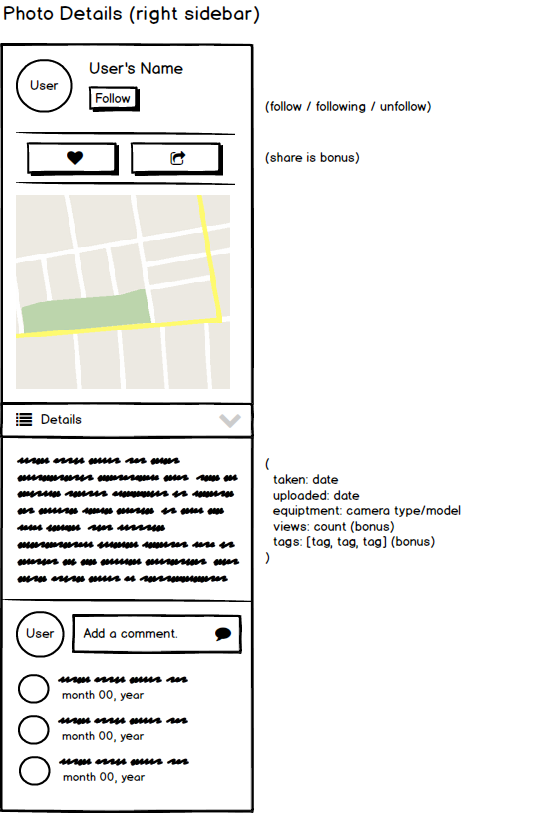 Photo Details (right sidebar)
User
User's Name
Follow
(follow / following / unfollow)
(share is bonus)
Details
(
taken: date
uploaded: date
equiptment: camera type/model
views: count (bonus)
tags: [tag, tag, tag] (bonus)
)
User
Add a comment.
month 00, year
month 00, year
month 00, year